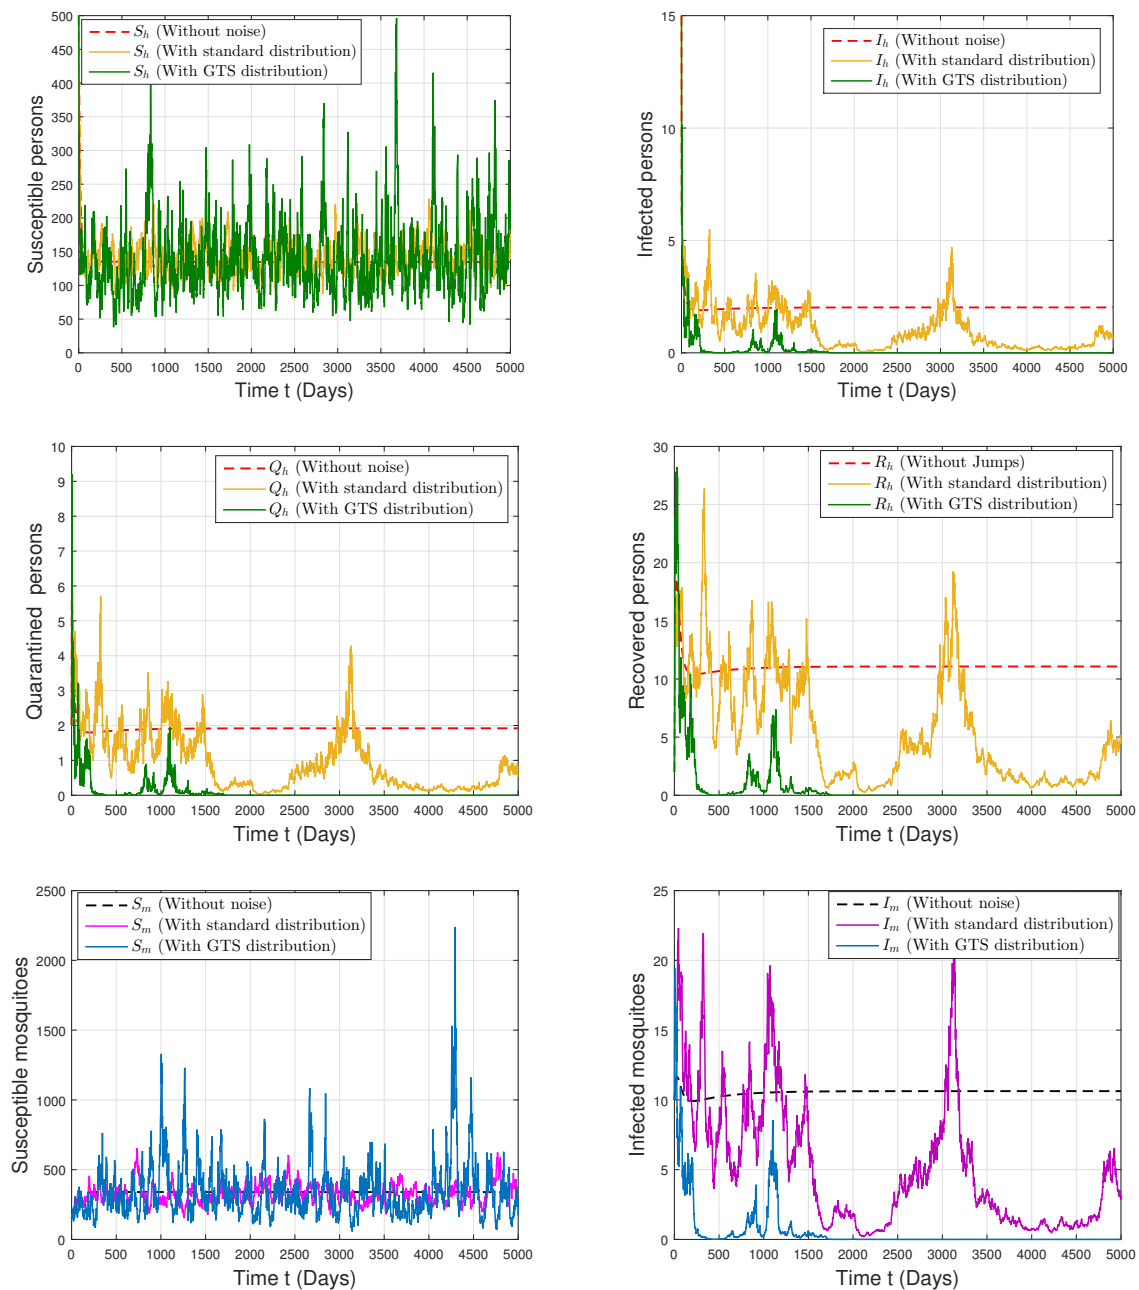 500
450
400
350
300
250
200
150
100
50
0
Susceptible persons
S_h (Without noise)
S_h (With standard distribution)
S_h (With GTS distribution)
0 500 1000 1500 2000 2500 3000 3500 4000 4500 5000
Time t (Days)
15
10
5
0
Infected persons
I_h (Without noise)
I_h (With standard distribution)
I_h (With GTS distribution)
0 500 1000 1500 2000 2500 3000 3500 4000 4500 5000
Time t (Days)
10
9
8
7
6
5
4
3
2
1
0
Quarantined persons
Q_h (Without noise)
Q_h (With standard distribution)
Q_h (With GTS distribution)
0 500 1000 1500 2000 2500 3000 3500 4000 4500 5000
Time t (Days)
30
25
20
15
10
5
0
Recovered persons
R_h (Without Jumps)
R_h (With standard distribution)
R_h (With GTS distribution)
0 500 1000 1500 2000 2500 3000 3500 4000 4500 5000
Time t (Days)
2500
2000
1500
1000
500
0
Susceptible mosquitoes
S_m (Without noise)
S_m (With standard distribution)
S_m (With GTS distribution)
0 500 1000 1500 2000 2500 3000 3500 4000 4500 5000
Time t (Days)
25
20
15
10
5
0
Infected mosquitoes
I_m (Without noise)
I_m (With standard distribution)
I_m (With GTS distribution)
0 500 1000 1500 2000 2500 3000 3500 4000 4500 5000
Time t (Days)